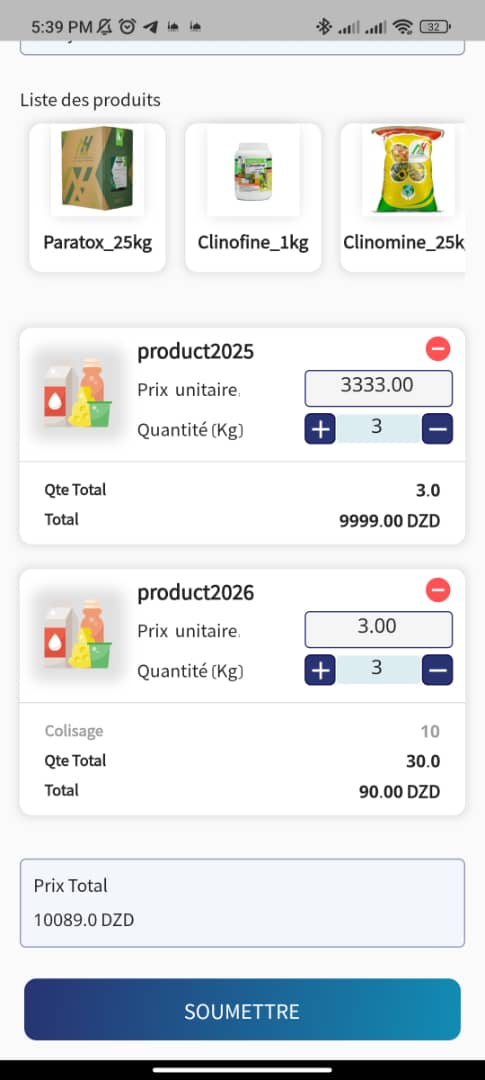 5:39 PM
32
Liste des produits
Paratox_25kg
Clinofine_1kg
Clinomine_25k
product2025
Prix unitaire
3333.00
Quantité (Kg)
3
Qte Total
3.0
Total
9999.00 DZD
product2026
Prix unitaire
3.00
Quantité (Kg)
3
Colisage
10
Qte Total
30.0
Total
90.00 DZD
Prix Total
10089.0 DZD
SOUMETTRE